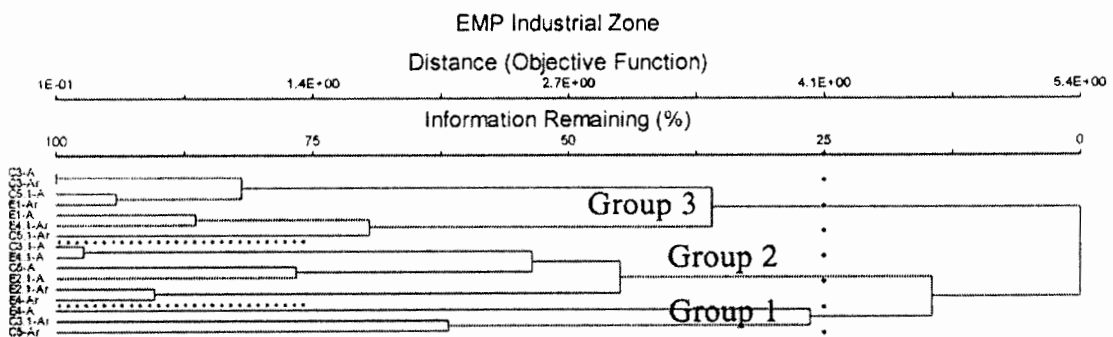 EMP Industrial Zone
Distance (Objective Function)
1E-01 1.4E+00 2.7E+00 4.1E+00 5.4E+00
Information Remaining (%)
100 75 50 25 0
C3-A
C3-Ar
C5.1-A
E1-Ar
E1-A
E4.1-Ar
C5.1-Ar
C3.1-A
E4.1-A
C5-A
E2.1-A
E2.1-Ar
E4-Ar
E4-A
C3.1-Ar
C5-Ar
Group 3
Group 2
Group 1